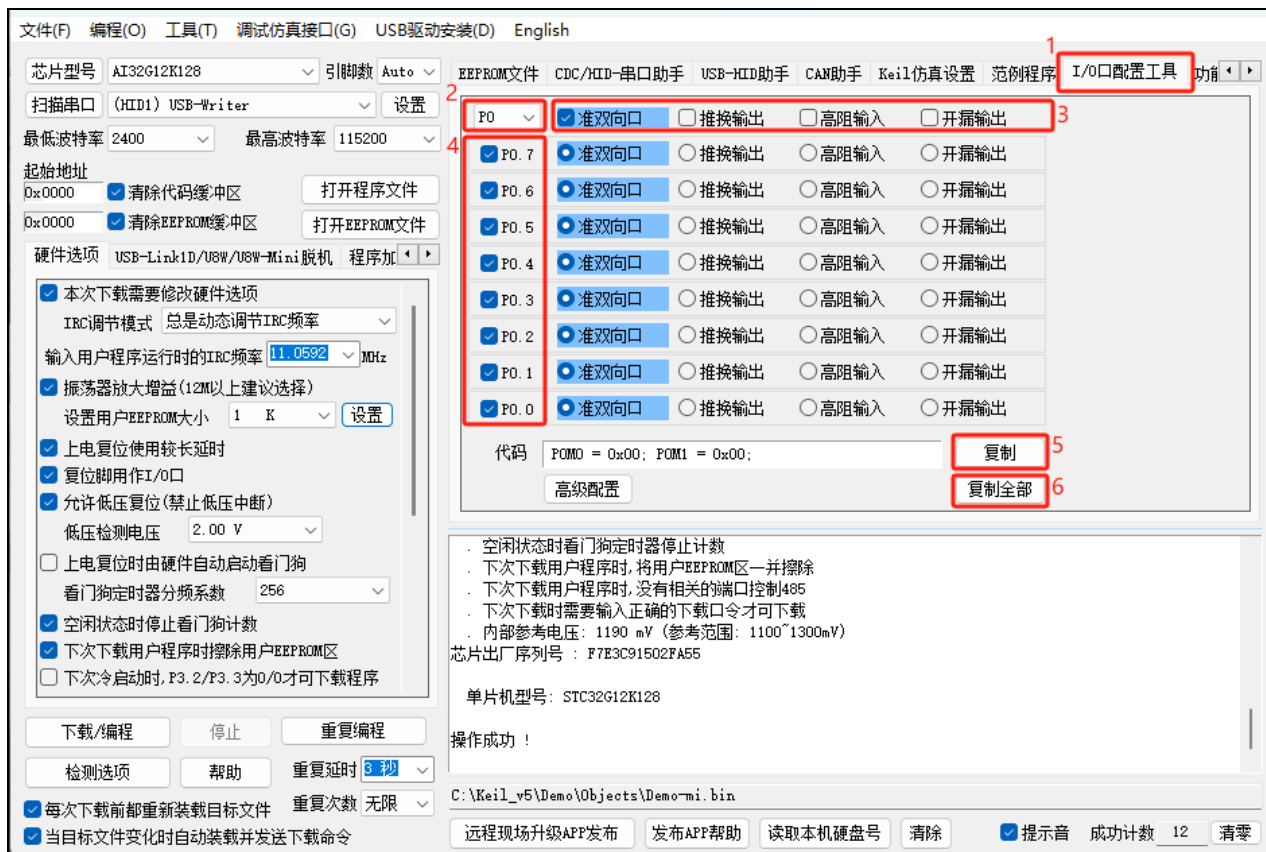 文件(F) 编程(O) 工具(T) 调试仿真接口(G) USB驱动安装(D) English
芯片型号 AI32G12K128 引脚数 Auto
扫描串口 (HID1) USB-Writer 设置
最低波特率 2400 最高波特率 115200
起始地址
0x0000 清除代码缓冲区 打开程序文件
0x0000 清除EEPROM缓冲区 打开EEPROM文件
硬件选项 USB-Link1D/U8W/U8W-Mini脱机 程序加
本次下载需要修改硬件选项
IRC调节模式 总是动态调节IRC频率
输入用户程序运行时的IRC频率 11.0592 MHz
振荡器放大增益(12M以上建议选择)
设置用户EEPROM大小 1 K 设置
上电复位使用较长延时
复位脚用作I/O口
允许低压复位(禁止低压中断)
低压检测电压 2.00 V
上电复位时由硬件自动启动看门狗
看门狗定时器分频系数 256
空闲状态时停止看门狗计数
下次下载用户程序时擦除用户EEPROM区
下次冷启动时,P3.2/P3.3为0/0才可下载程序
下载/编程 停止 重复编程
检测选项 帮助 重复延时 3 秒
每次下载前都重新装载目标文件 重复次数 无限
当目标文件变化时自动装载并发送下载命令
1
EEPROM文件 CDC/HID-串口助手 USB-HID助手 CAN助手 Keil仿真设置 范例程序 I/O口配置工具 功能
2 P0 准双向口 推挽输出 高阻输入 开漏输出 3
4 P0.7 准双向口 推挽输出 高阻输入 开漏输出
P0.6 准双向口 推挽输出 高阻输入 开漏输出
P0.5 准双向口 推挽输出 高阻输入 开漏输出
P0.4 准双向口 推挽输出 高阻输入 开漏输出
P0.3 准双向口 推挽输出 高阻输入 开漏输出
P0.2 准双向口 推挽输出 高阻输入 开漏输出
P0.1 准双向口 推挽输出 高阻输入 开漏输出
P0.0 准双向口 推挽输出 高阻输入 开漏输出
代码 P0M0 = 0x00; P0M1 = 0x00; 复制 5
高级配置 复制全部 6
. 空闲状态时看门狗定时器停止计数
. 下次下载用户程序时,将用户EEPROM区一并擦除
. 下次下载用户程序时,没有相关的端口控制485
. 下次下载时需要输入正确的下载口令才可下载
. 内部参考电压: 1190 mV (参考范围: 1100~1300mV)
芯片出厂序列号 : F7E3C91502FA55
单片机型号: STC32G12K128
操作成功 !
C:\Keil_v5\Demo\Objects\Demo-mi.bin
远程现场升级APP发布 发布APP帮助 读取本机硬盘号 清除 提示音 成功计数 12 清零